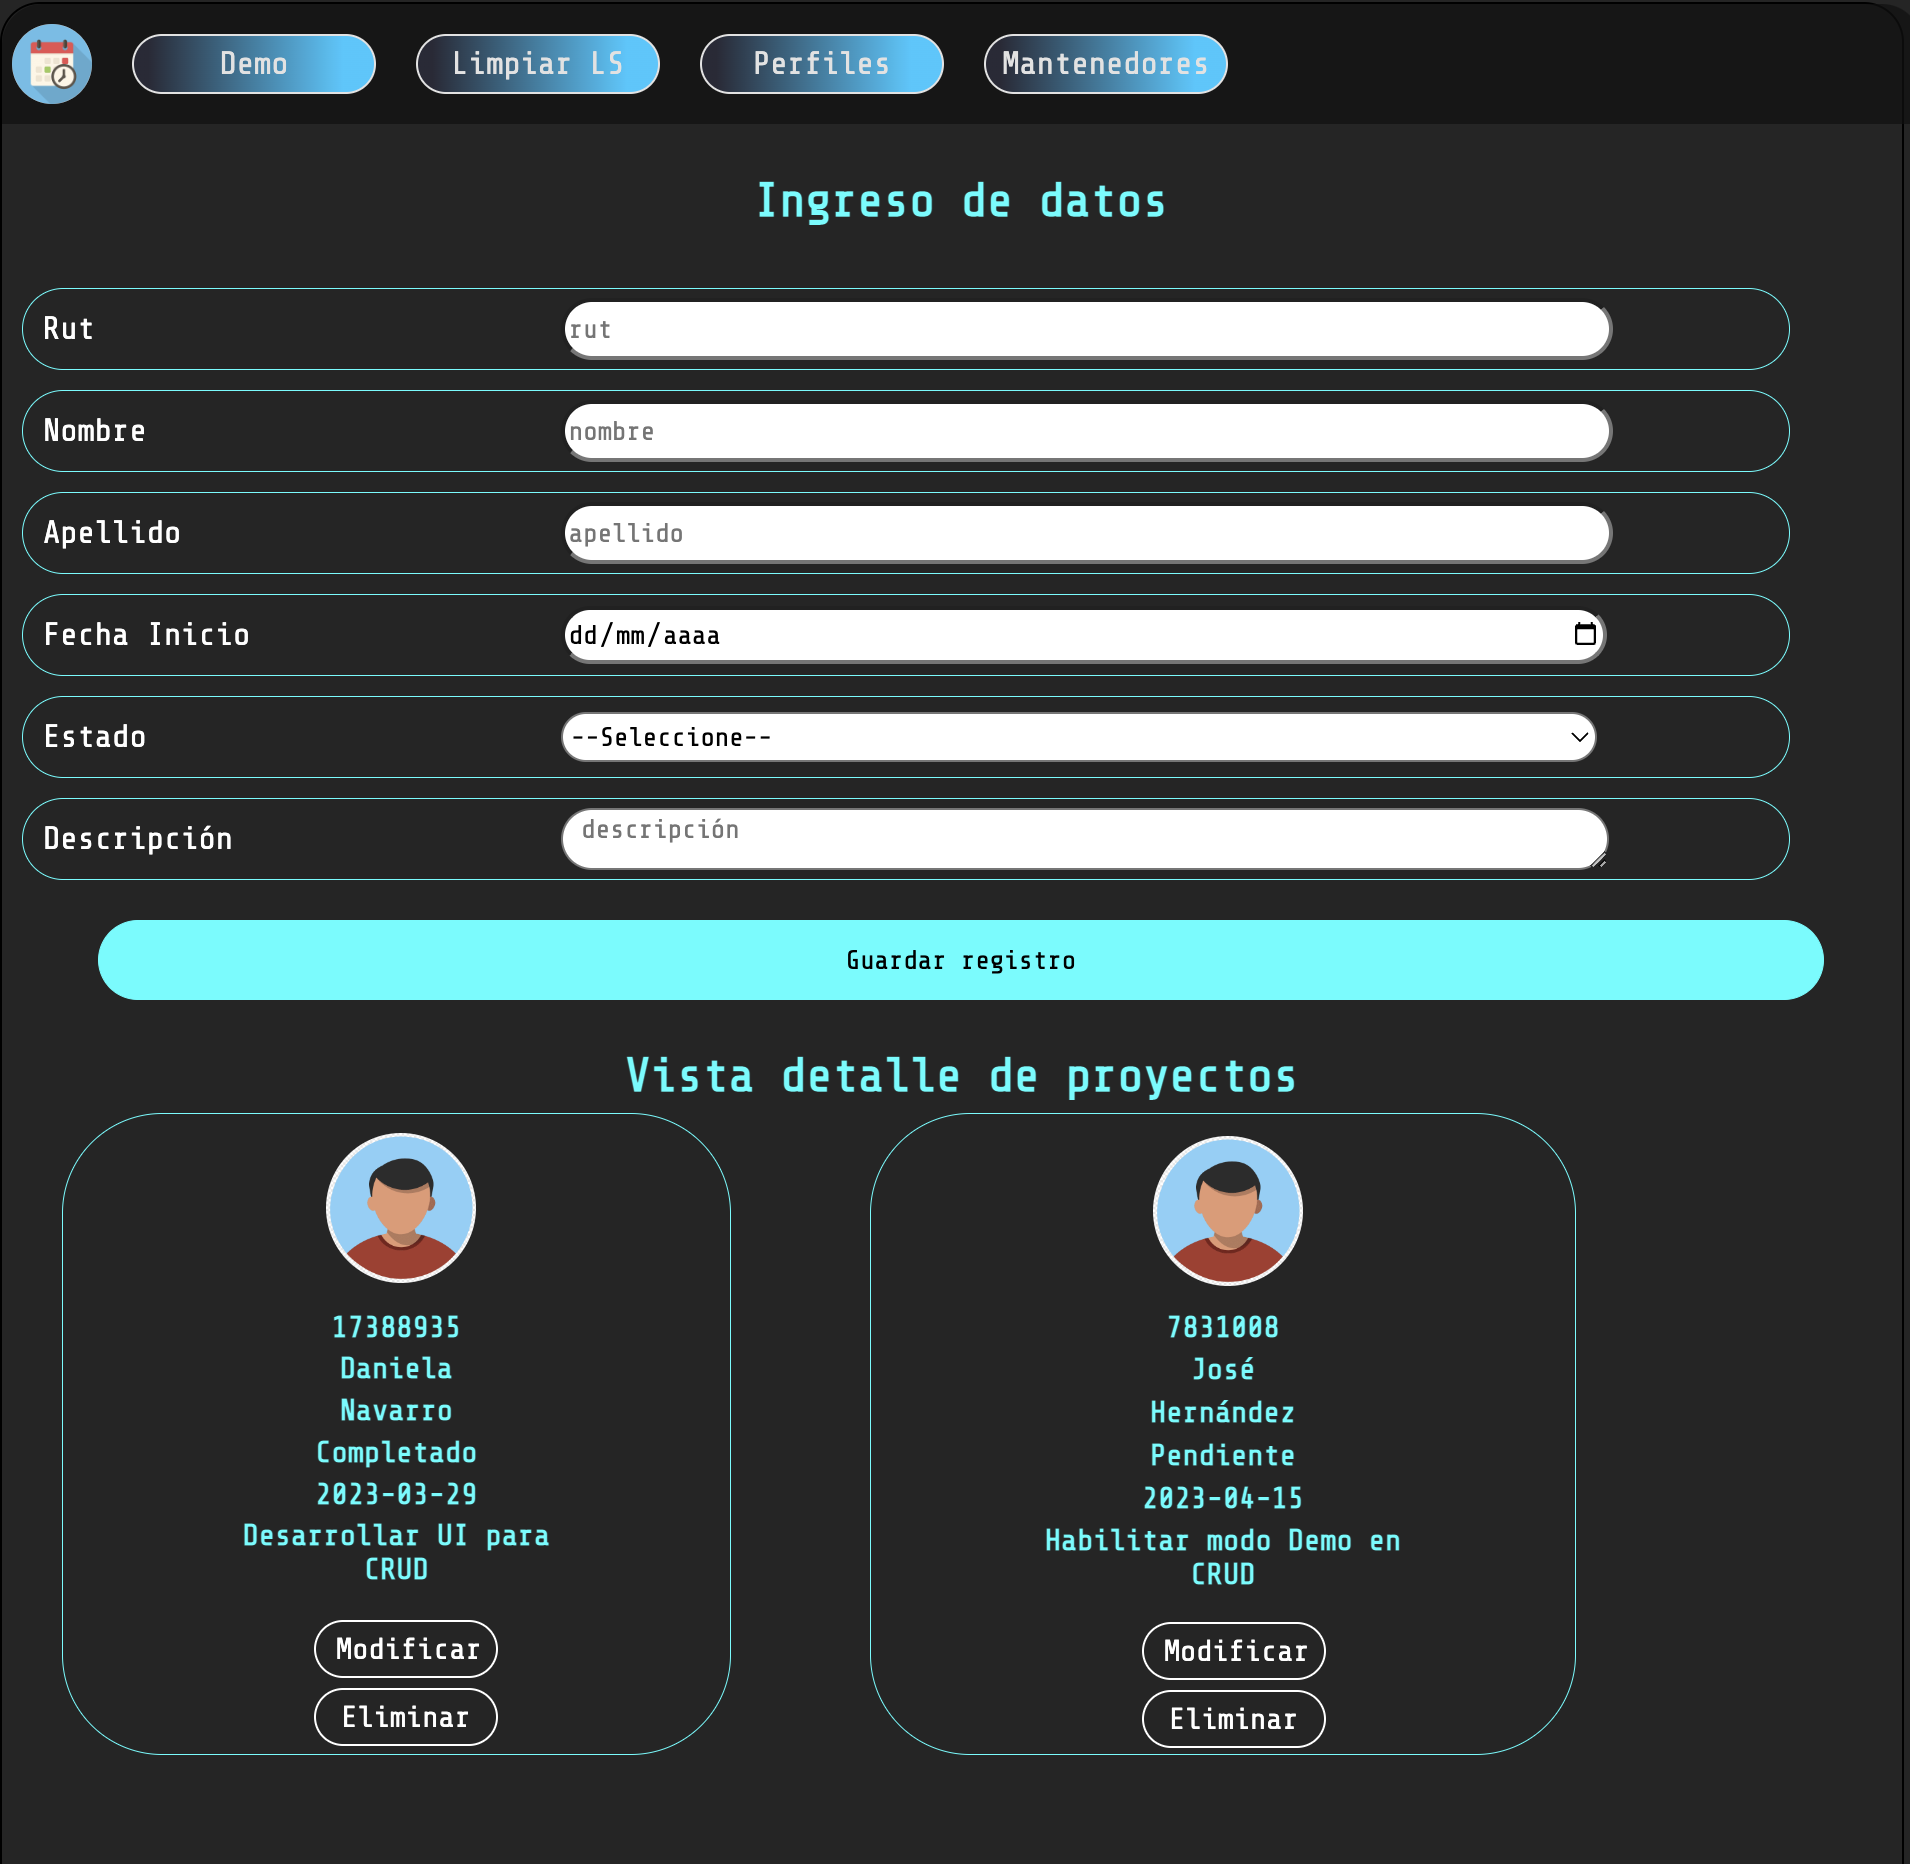 Demo Limpiar LS Perfiles Mantenedores
Ingreso de datos
Rut rut
Nombre nombre
Apellido apellido
Fecha Inicio dd/mm/aaaa
Estado --Seleccione--
Descripción descripción
Guardar registro
Vista detalle de proyectos
17388935
Daniela
Navarro
Completado
2023-03-29
Desarrollar UI para
CRUD
Modificar
Eliminar
7831008
José
Hernández
Pendiente
2023-04-15
Habilitar modo Demo en
CRUD
Modificar
Eliminar